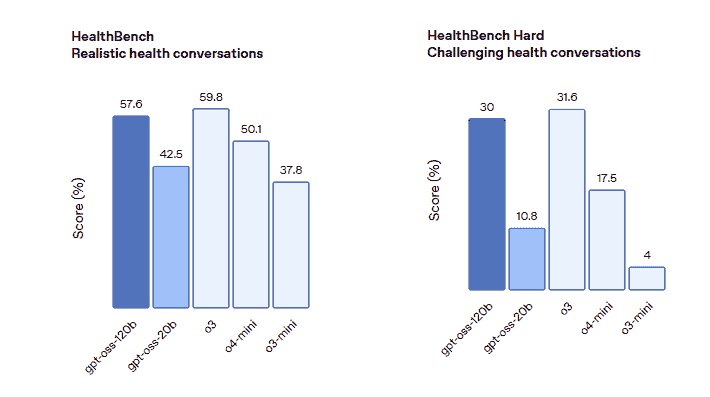 HealthBench
Realistic health conversations
Score (%)
57.6
42.5
59.8
50.1
37.8
gpt-oss-120b
gpt-oss-20b
o3
o4-mini
o3-mini
HealthBench Hard
Challenging health conversations
Score (%)
30
10.8
31.6
17.5
4
gpt-oss-120b
gpt-oss-20b
o3
o4-mini
o3-mini